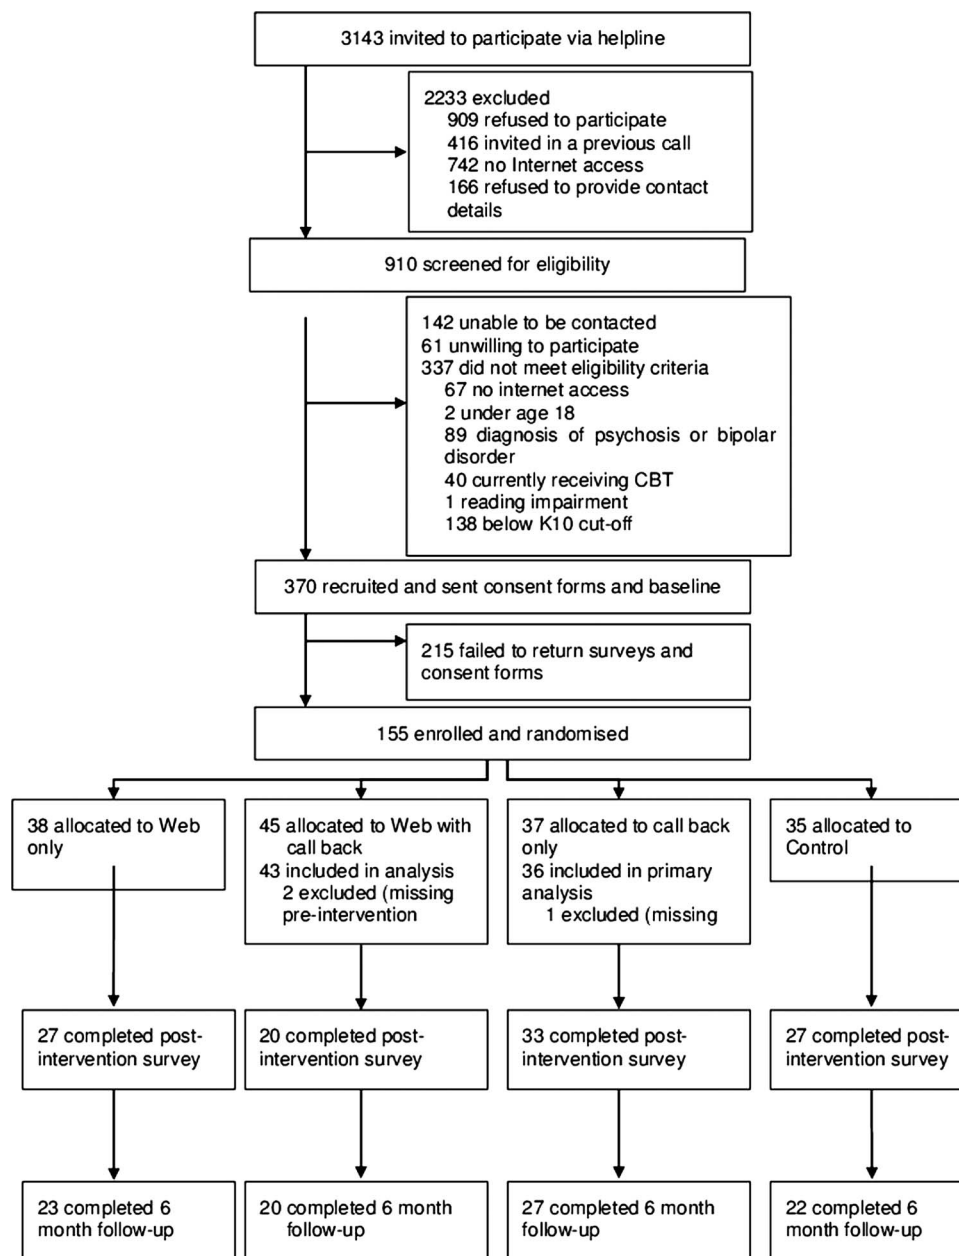 3143 invited to participate via helpline
2233 excluded
909 refused to participate
416 invited in a previous call
742 no Internet access
166 refused to provide contact
details
910 screened for eligibility
142 unable to be contacted
61 unwilling to participate
337 did not meet eligibility criteria
67 no internet access
2 under age 18
89 diagnosis of psychosis or bipolar
disorder
40 currently receiving CBT
1 reading impairment
138 below K10 cut-off
370 recruited and sent consent forms and baseline
215 failed to return surveys and
consent forms
155 enrolled and randomised
38 allocated to Web
only
45 allocated to Web with
call back
43 included in analysis
2 excluded (missing
pre-intervention
37 allocated to call back
only
36 included in primary
analysis
1 excluded (missing
35 allocated to
Control
27 completed post-
intervention survey
20 completed post-
intervention survey
33 completed post-
intervention survey
27 completed post-
intervention survey
23 completed 6
month follow-up
20 completed 6 month
follow-up
27 completed 6 month
follow-up
22 completed 6
month follow-up